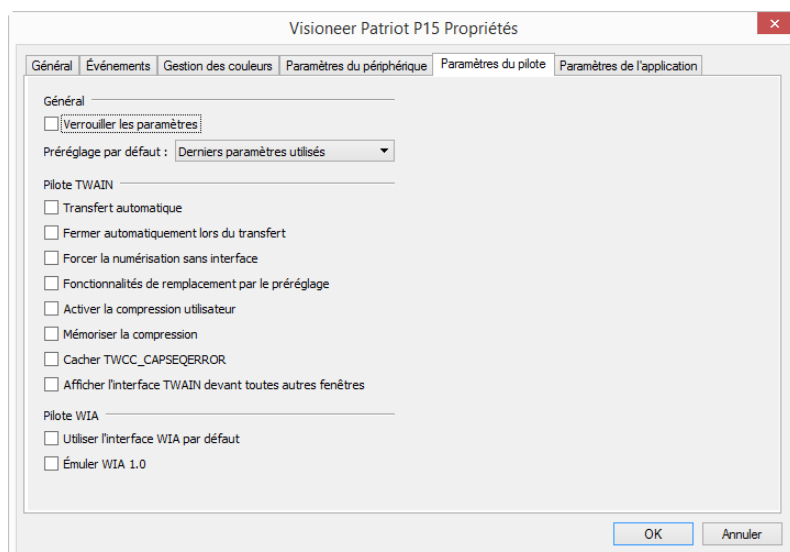 Visioneer Patriot P15 Propriétés
Général Événements Gestion des couleurs Paramètres du périphérique Paramètres du pilote Paramètres de l'application
Général
Verrouiller les paramètres
Préréglage par défaut : Derniers paramètres utilisés
Pilote TWAIN
Transfert automatique
Fermer automatiquement lors du transfert
Forcer la numérisation sans interface
Fonctionnalités de remplacement par le préréglage
Activer la compression utilisateur
Mémoriser la compression
Cacher TWCC_CAPSEQERROR
Afficher l'interface TWAIN devant toutes autres fenêtres
Pilote WIA
Utiliser l'interface WIA par défaut
Émuler WIA 1.0
OK Annuler